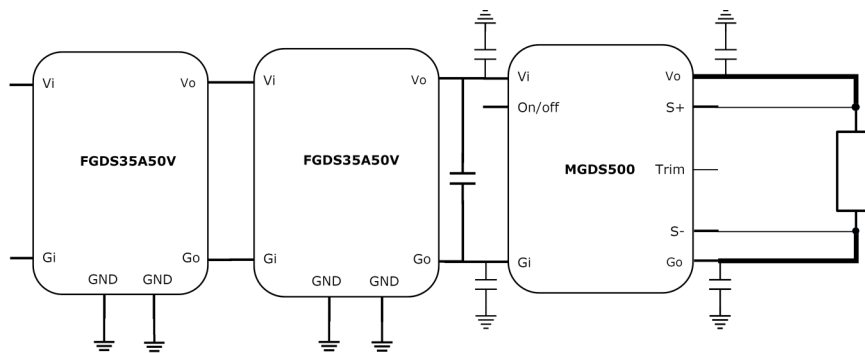 Vi Vo Vi Vo Vi Vo
On/off S+
FGDS35A50V FGDS35A50V MGDS500 Trim
S-
Gi Go Gi Go Gi Go
GND GND GND GND